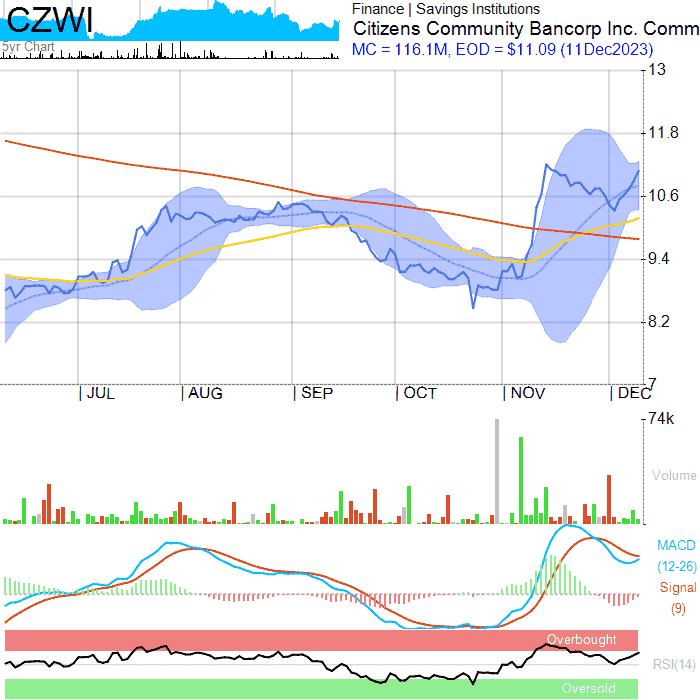 CZWI
5yr Chart
Finance | Savings Institutions
Citizens Community Bancorp Inc. Comm
MC = 116.1M, EOD = $11.09 (11Dec2023)
13
11.8
10.6
9.4
8.2
7
| JUL | AUG | SEP | OCT | NOV | DEC
74k
Volume
MACD
(12-26)
Signal
(9)
Overbought
RSI(14)
Oversold